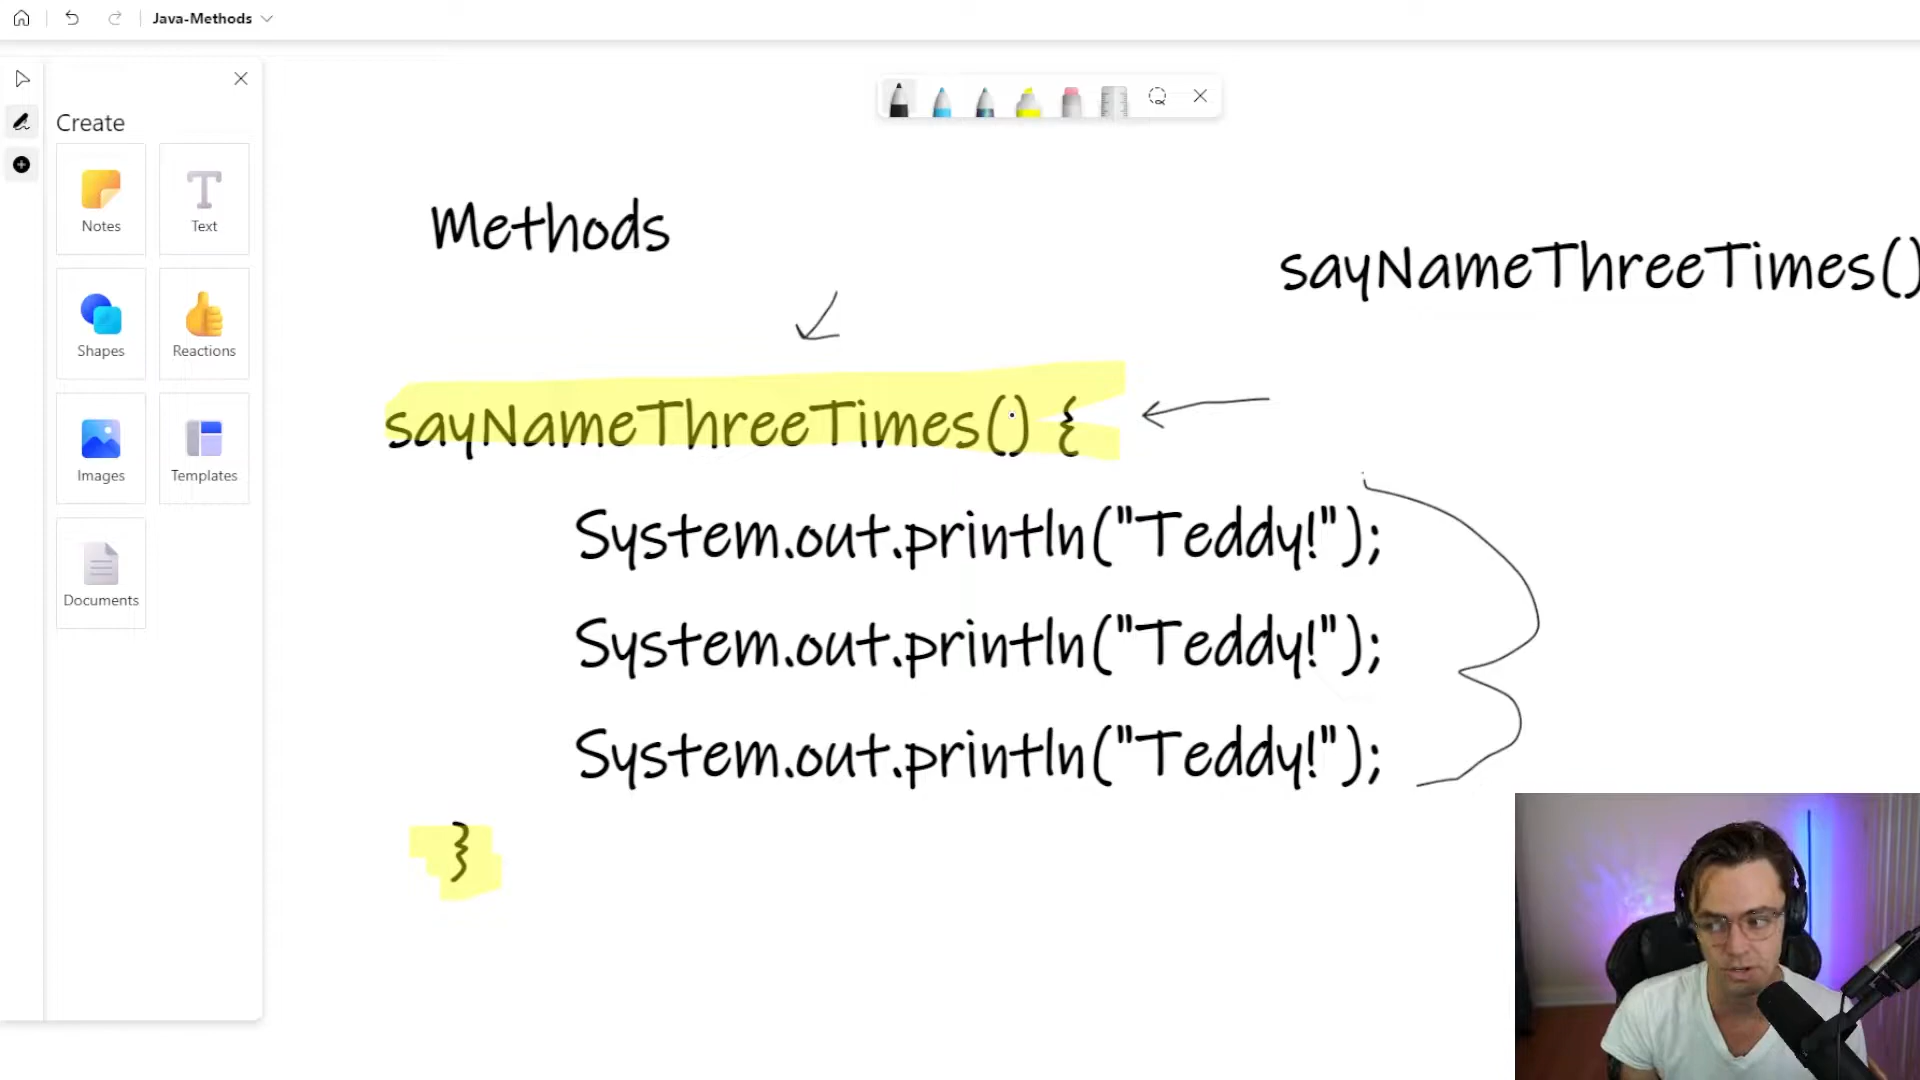 Java-Methods
Create
Notes
Text
Shapes
Reactions
Images
Templates
Documents
Methods
sayNameThreeTimes()
sayNameThreeTimes() {
System.out.println("Teddy!");
System.out.println("Teddy!");
System.out.println("Teddy!");
}